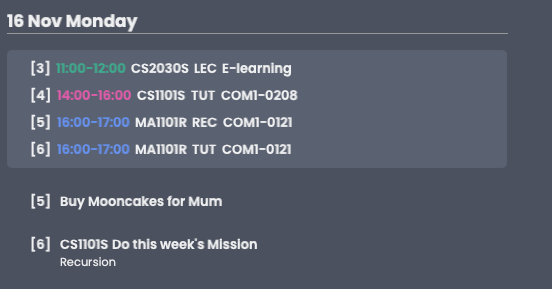 16 Nov Monday
[3] 11:00-12:00 CS2030S LEC E-learning
[4] 14:00-16:00 CS1101S TUT COM1-0208
[5] 16:00-17:00 MA1101R REC COM1-0121
[6] 16:00-17:00 MA1101R TUT COM1-0121
[5] Buy Mooncakes for Mum
[6] CS1101S Do this week's Mission
Recursion